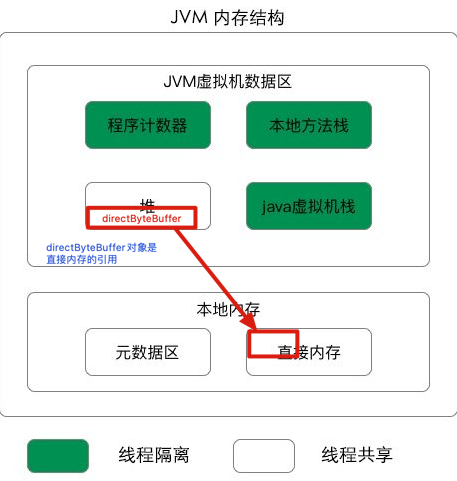 JVM 内存结构
JVM虚拟机数据区
程序计数器
本地方法栈
堆
directByteBuffer
java虚拟机栈
directByteBuffer 对象是
直接内存的引用
本地内存
元数据区
直接内存
线程隔离
线程共享